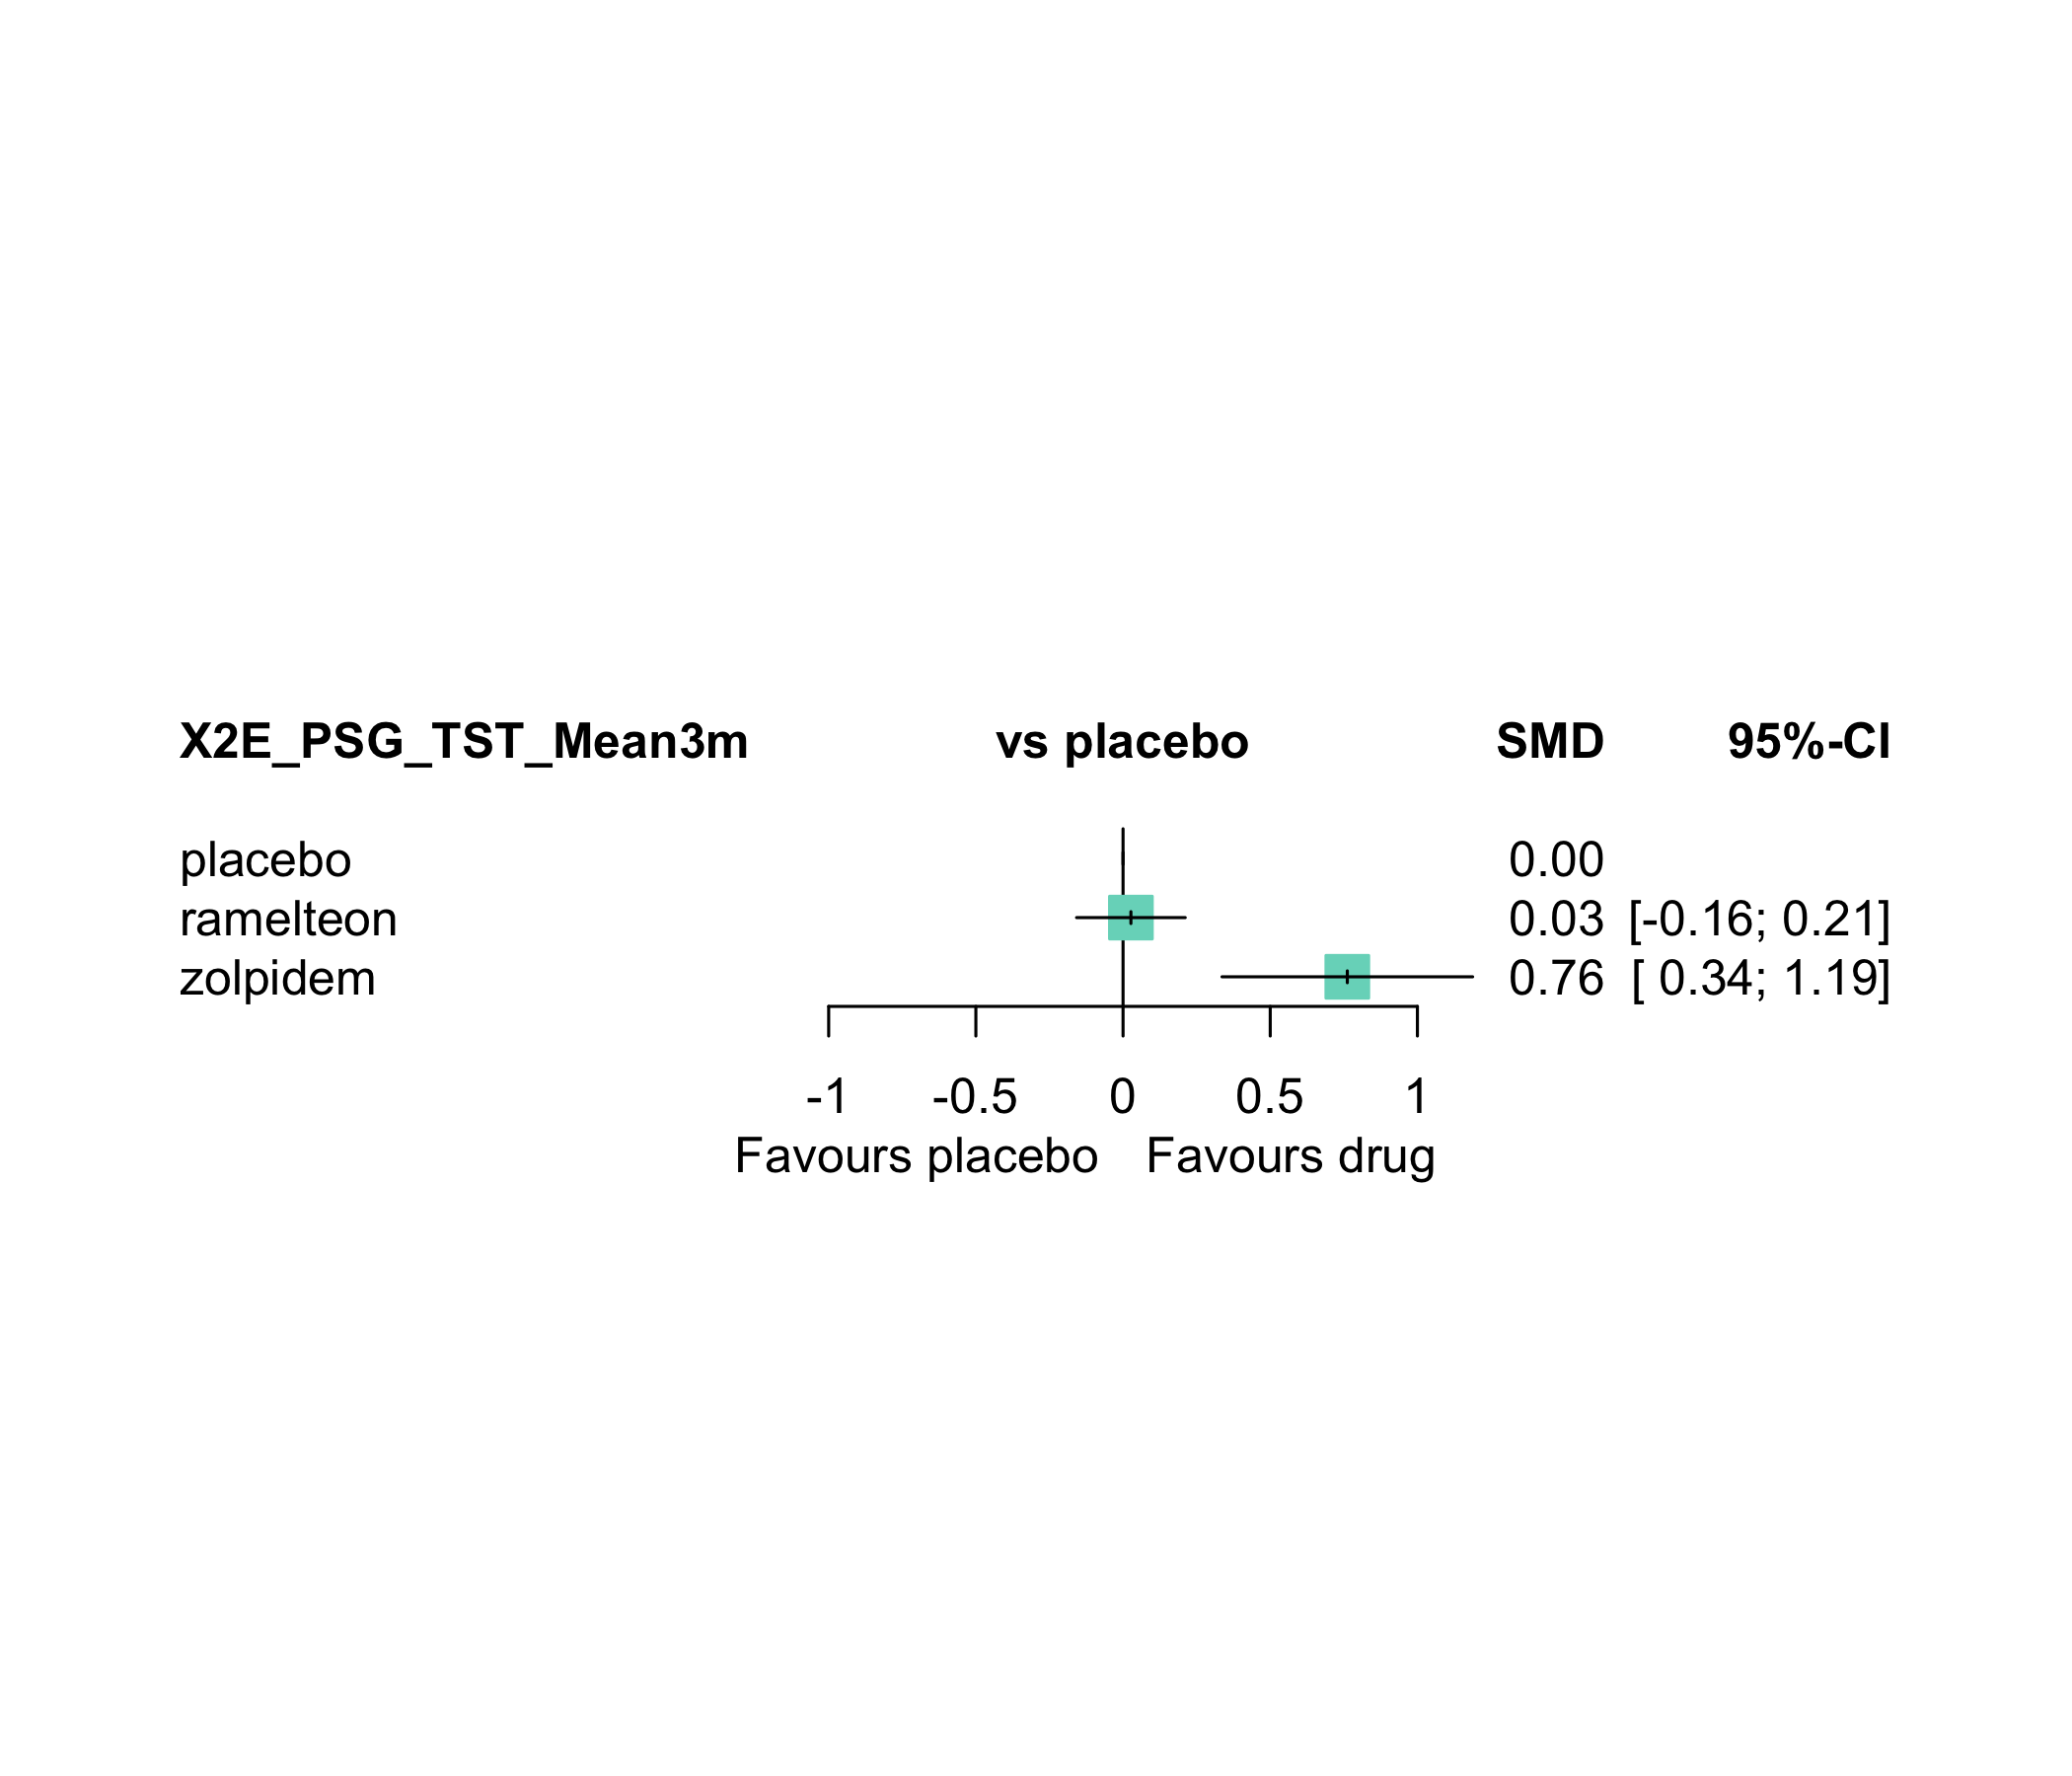 X2E_PSG_TST_Mean3m vs placebo SMD 95%-CI
placebo 0.00
ramelteon 0.03 [-0.16; 0.21]
zolpidem 0.76 [ 0.34; 1.19]
-1 -0.5 0 0.5 1
Favours placebo Favours drug